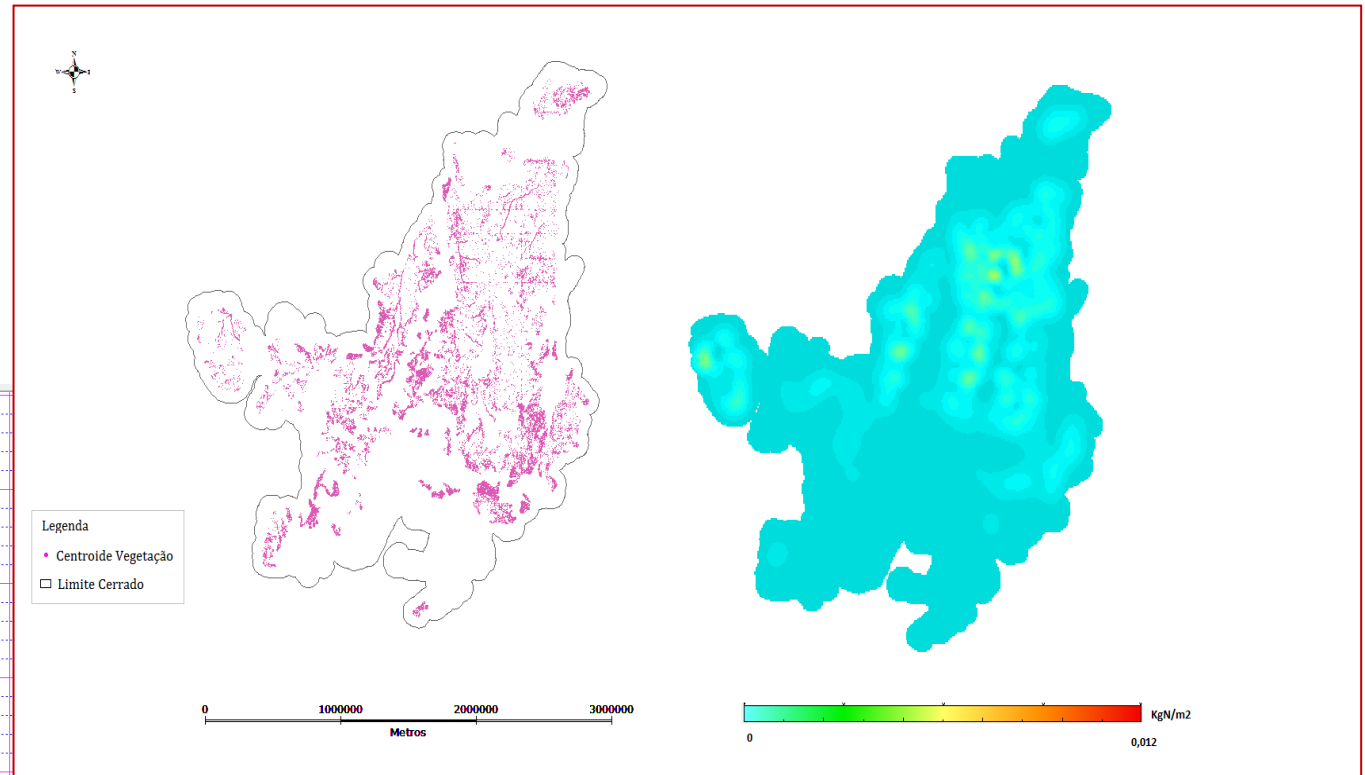 N
S
Legenda
Centroide Vegetação
Limite Cerrado
0 1000000 2000000 3000000
Metros
KgN/m2
0 0,012